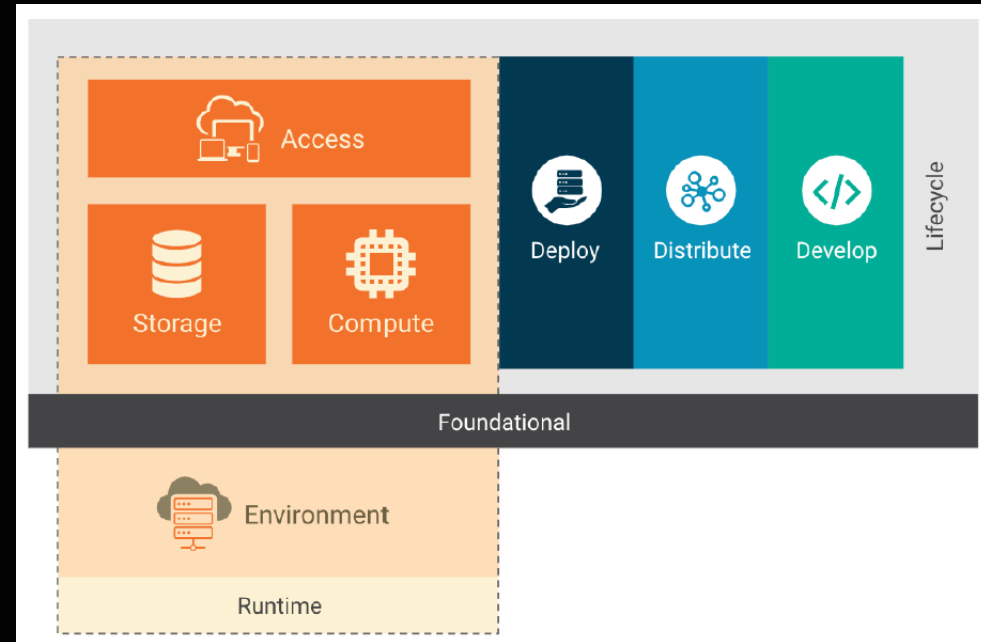 Access
Storage
Compute
Deploy
Distribute
Develop
Lifecycle
Foundational
Environment
Runtime